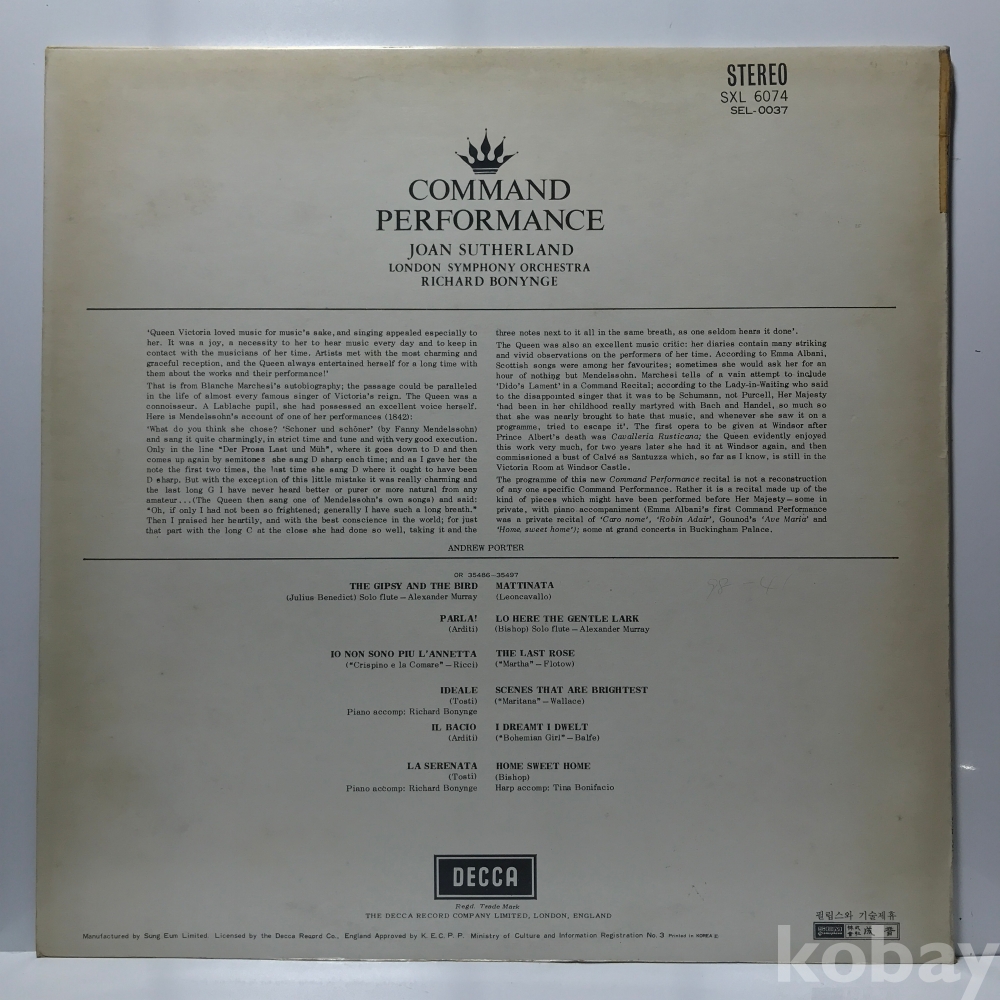 STEREO
SXL 6074
SEL-0037
COMMAND
PERFORMANCE
JOAN SUTHERLAND
LONDON SYMPHONY ORCHESTRA
RICHARD BONYNGE
'Queen Victoria loved music for music's sake, and singing appealed especially to
her. It was a joy, a necessity to her to hear music every day and to keep in
contact with the musicians of her time. Artists met with the most charming and
graceful reception, and the Queen always entertained herself for a long time with
them about the works and their performance!'
That is from Blanche Marchesi's autobiography; the passage could be paralleled
in the life of almost every famous singer of Victoria's reign. The Queen was a
connoisseur. A Lablache pupil, she had possessed an excellent voice herself.
Here is Mendelssohn's account of one of her performances (1842):
'What do you think she chose? 'Schoner und schöner' (by Fanny Mendelssohn)
and sang it quite charmingly, in strict time and tune and with very good execution.
Only in the line "Der Prosa Last und Müh", where it goes down to D and then
comes up again by semitones she sang D sharp each time; and as I gave her the
note the first two times, the last time she sang D where it ought to have been
D sharp. But with the exception of this little mistake it was really charming and
the last long G I have never heard better or purer or more natural from any
amateur...(The Queen then sang one of Mendelssohn's own songs) and said:
"Oh, if only I had not been so frightened; generally I have such a long breath."
Then I praised her heartily, and with the best conscience in the world; for just
that part with the long C at the close she had done so well, taking it and the
three notes next to it all in the same breath, as one seldom hears it done'.
The Queen was also an excellent music critic: her diaries contain many striking
and vivid observations on the performers of her time. According to Emma Albani,
Scottish songs were among her favourites; sometimes she would ask her for an
hour of nothing but Mendelssohn. Marchesi tells of a vain attempt to include
'Dido's Lament' in a Command Recital; according to the Lady-in-Waiting who said
to the disappointed singer that it was to be Schumann, not Purcell, Her Majesty
'had been in her childhood really martyred with Bach and Handel, so much so
that she was nearly brought to hate that music, and whenever she saw it on a
programme, tried to escape it'. The first opera to be given at Windsor after
Prince Albert's death was Cavalleria Rusticana; the Queen evidently enjoyed
this work very much, for two years later she had it at Windsor again, and then
commissioned a bust of Calvé as Santuzza which, so far as I know, is still in the
Victoria Room at Windsor Castle.
The programme of this new Command Performance recital is not a reconstruction
of any one specific Command Performance. Rather it is a recital made up of the
kind of pieces which might have been performed before Her Majesty—some in
private, with piano accompaniment (Emma Albani's first Command Performance
was a private recital of 'Caro nome', 'Robin Adair', Gounod's 'Ave Maria' and
'Home, sweet home'); some at grand concerts in Buckingham Palace.
ANDREW PORTER
OR 35486-35497
THE GIPSY AND THE BIRD
(Julius Benedict) Solo flute—Alexander Murray
PARLA!
(Arditi)
IO NON SONO PIU L'ANNETTA
("Crispino e la Comare"—Ricci)
IDEALE
(Tosti)
Piano accomp: Richard Bonynge
IL BACIO
(Arditi)
LA SERENATA
(Tosti)
Piano accomp: Richard Bonynge
MATTINATA
(Leoncavallo)
LO HERE THE GENTLE LARK
(Bishop) Solo flute—Alexander Murray
THE LAST ROSE
("Martha"—Flotow)
SCENES THAT ARE BRIGHTEST
("Maritana"—Wallace)
I DREAMT I DWELT
("Bohemian Girl"—Balfe)
HOME SWEET HOME
(Bishop)
Harp accomp: Tina Bonifacio
DECCA
Regd. Trade Mark
THE DECCA RECORD COMPANY LIMITED, LONDON, ENGLAND
필립스와 기술제휴
株式會社 成音
Manufactured by Sung Eum Limited. Licensed by the Decca Record Co., England Approved by K.E.C.P.P. Ministry of Culture and Information Registration No. 3 Printed in KOREA
kobay